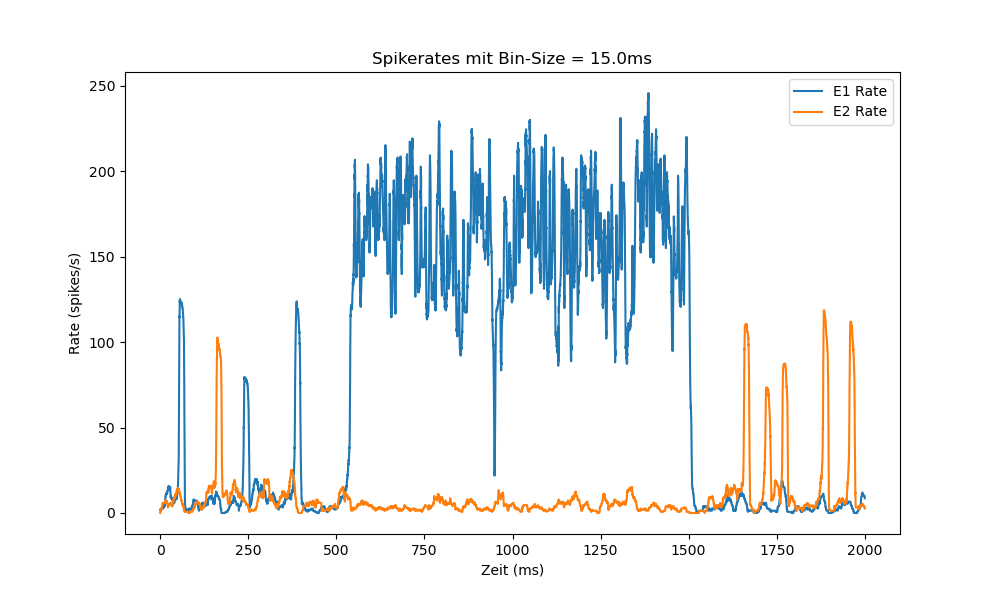 Spikerates mit Bin-Size = 15.0ms
E1 Rate
E2 Rate
250
200
150
100
50
0
Rate (spikes/s)
0 250 500 750 1000 1250 1500 1750 2000
Zeit (ms)